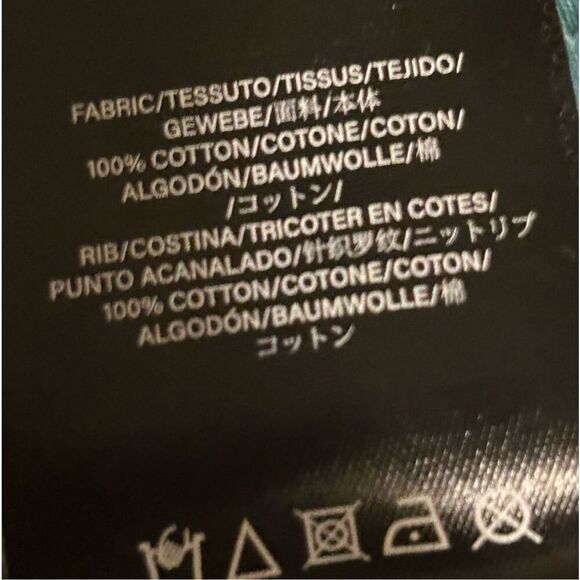 FABRIC/TESSUTO/TISSUS/TEJIDO/
GEWEBE/面料/本体
100% COTTON/COTONE/COTON/
ALGODÓN/BAUMWOLLE/棉
/コットン/
RIB/COSTINA/TRICOTER EN COTES/
PUNTO ACANALADO/针织罗纹/ニットリブ
100% COTTON/COTONE/COTON/
ALGODÓN/BAUMWOLLE/棉
コットン